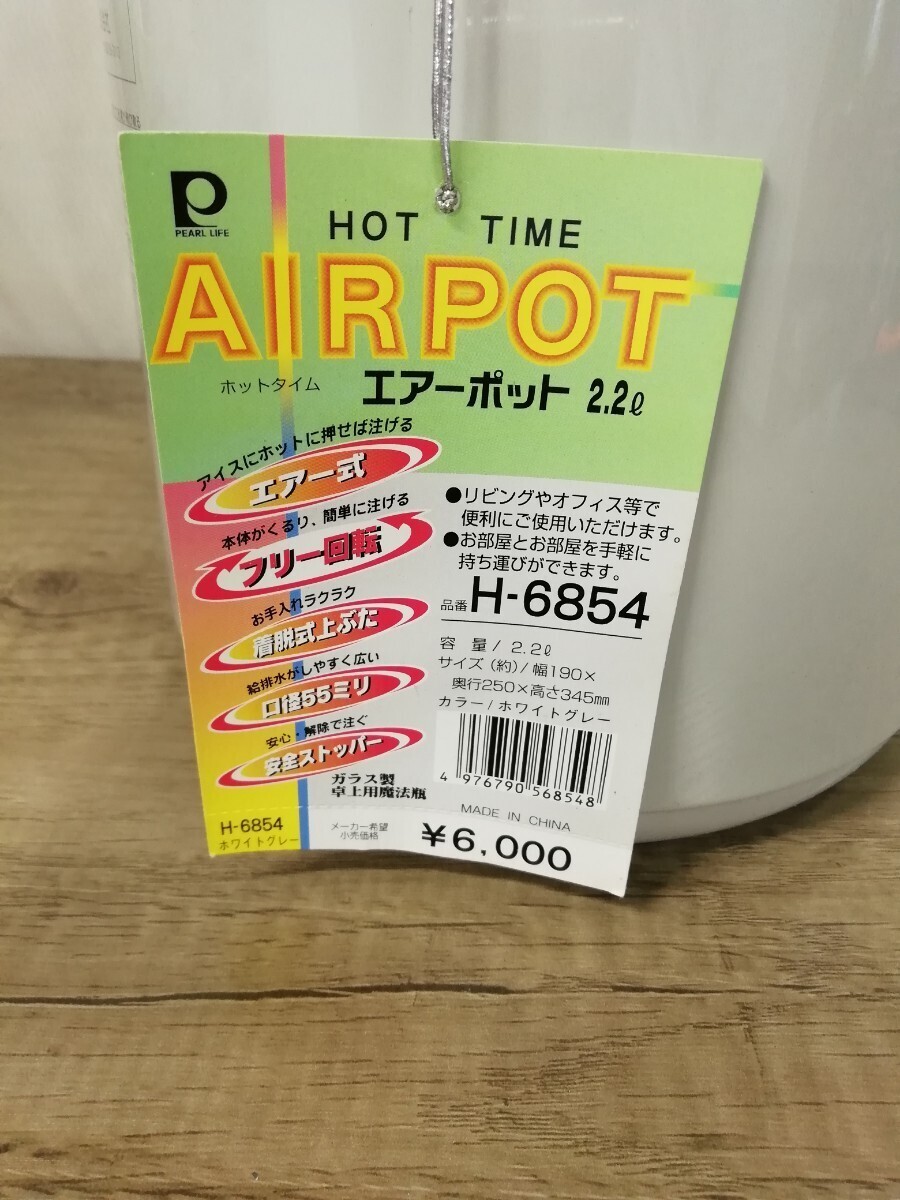 PEARL LIFE
HOT TIME
AIRPOT
ホットタイム エアーポット 2.2ℓ
アイスにホットに押せば注げる
エアー式
本体がくるり、簡単に注げる
フリー回転
お手入れラクラク
着脱式上ぶた
給排水がしやすく広い
口径55ミリ
安心・解除で注ぐ
安全ストッパー
ガラス製
卓上用魔法瓶
●リビングやオフィス等で
便利にご使用いただけます。
●お部屋とお部屋を手軽に
持ち運びができます。
品番 H-6854
容量/2.2ℓ
サイズ(約)/幅190×
奥行250×高さ345㎜
カラー/ホワイトグレー
4 976790 568548
MADE IN CHINA
H-6854
ホワイトグレー
メーカー希望
小売価格
¥6,000